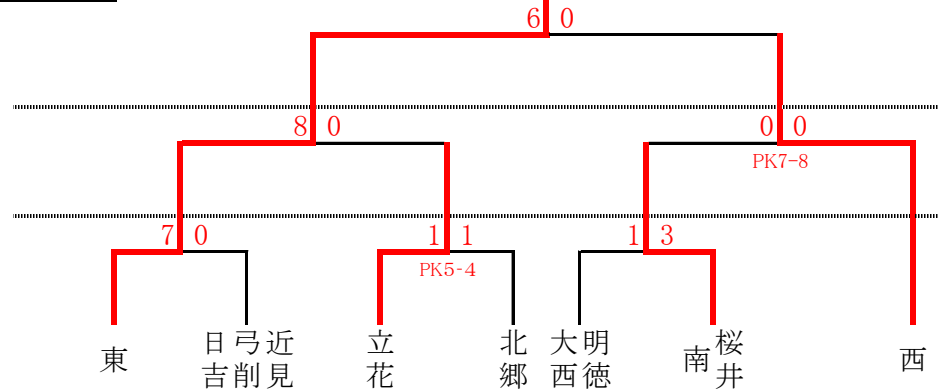 6 0
8 0
0 0
PK7-8
7 0
1 1
PK5-4
1 3
東
日吉
弓削
近見
立花
北郷
大西
明徳
南
桜井
西